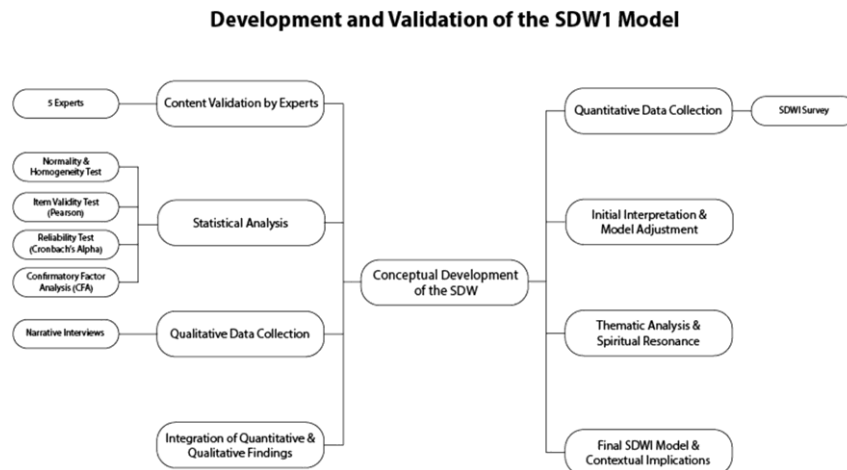 Development and Validation of the SDW1 Model
5 Experts
Content Validation by Experts
Normality &
Homogeneity Test
Item Validity Test
(Pearson)
Reliability Test
(Cronbach's Alpha)
Confirmatory Factor
Analysis (CFA)
Statistical Analysis
Narrative Interviews
Qualitative Data Collection
Integration of Quantitative &
Qualitative Findings
Conceptual Development
of the SDW
Quantitative Data Collection
SDWI Survey
Initial Interpretation &
Model Adjustment
Thematic Analysis &
Spiritual Resonance
Final SDWI Model &
Contextual Implications